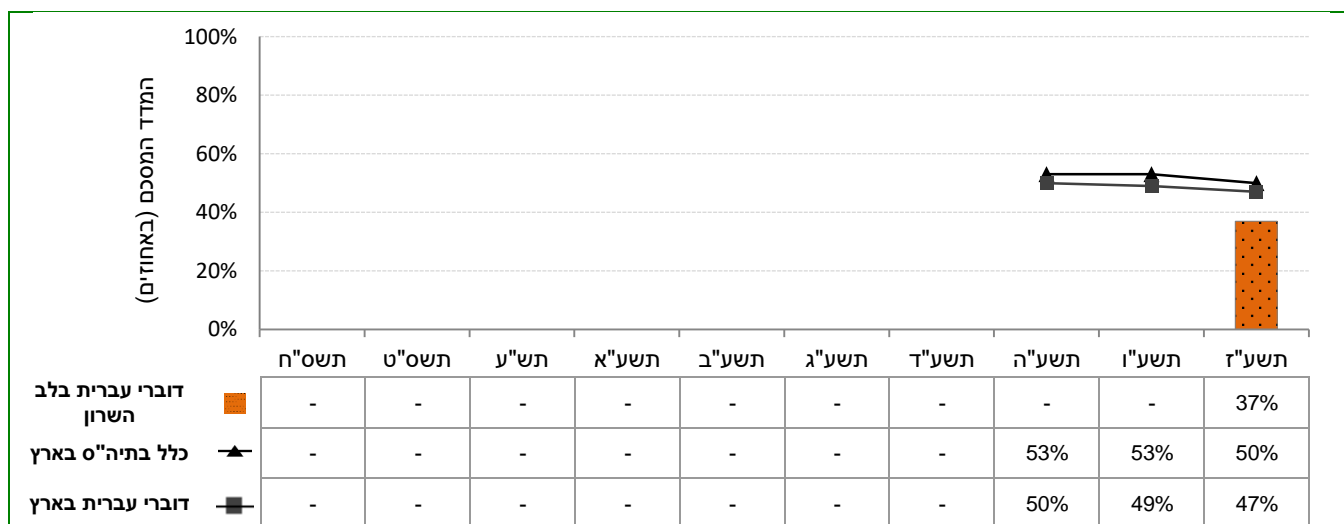 המדד המסכם (באחוזים)
100%
80%
60%
40%
20%
0%
תשס"ח תשס"ט תש"ע תשע"א תשע"ב תשע"ג תשע"ד תשע"ה תשע"ו תשע"ז
דוברי עברית בלב
השרון
- - - - - - - - - 37%
כלל בתיה"ס בארץ - - - - - - - 53% 53% 50%
דוברי עברית בארץ - - - - - - - 50% 49% 47%